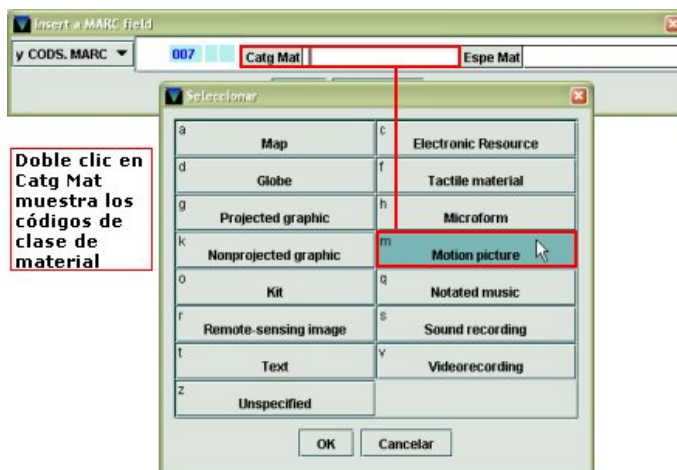 Insert a MARC field
y CODS. MARC 007 Catg Mat Espe Mat
Seleccionar
a Map c Electronic Resource
d Globe f Tactile material
g Projected graphic h Microform
k Nonprojected graphic m Motion picture
o Kit q Notated music
r Remote-sensing image s Sound recording
t Text v Videorecording
z Unspecified
OK Cancelar
Doble clic en
Catg Mat
muestra los
códigos de
clase de
material